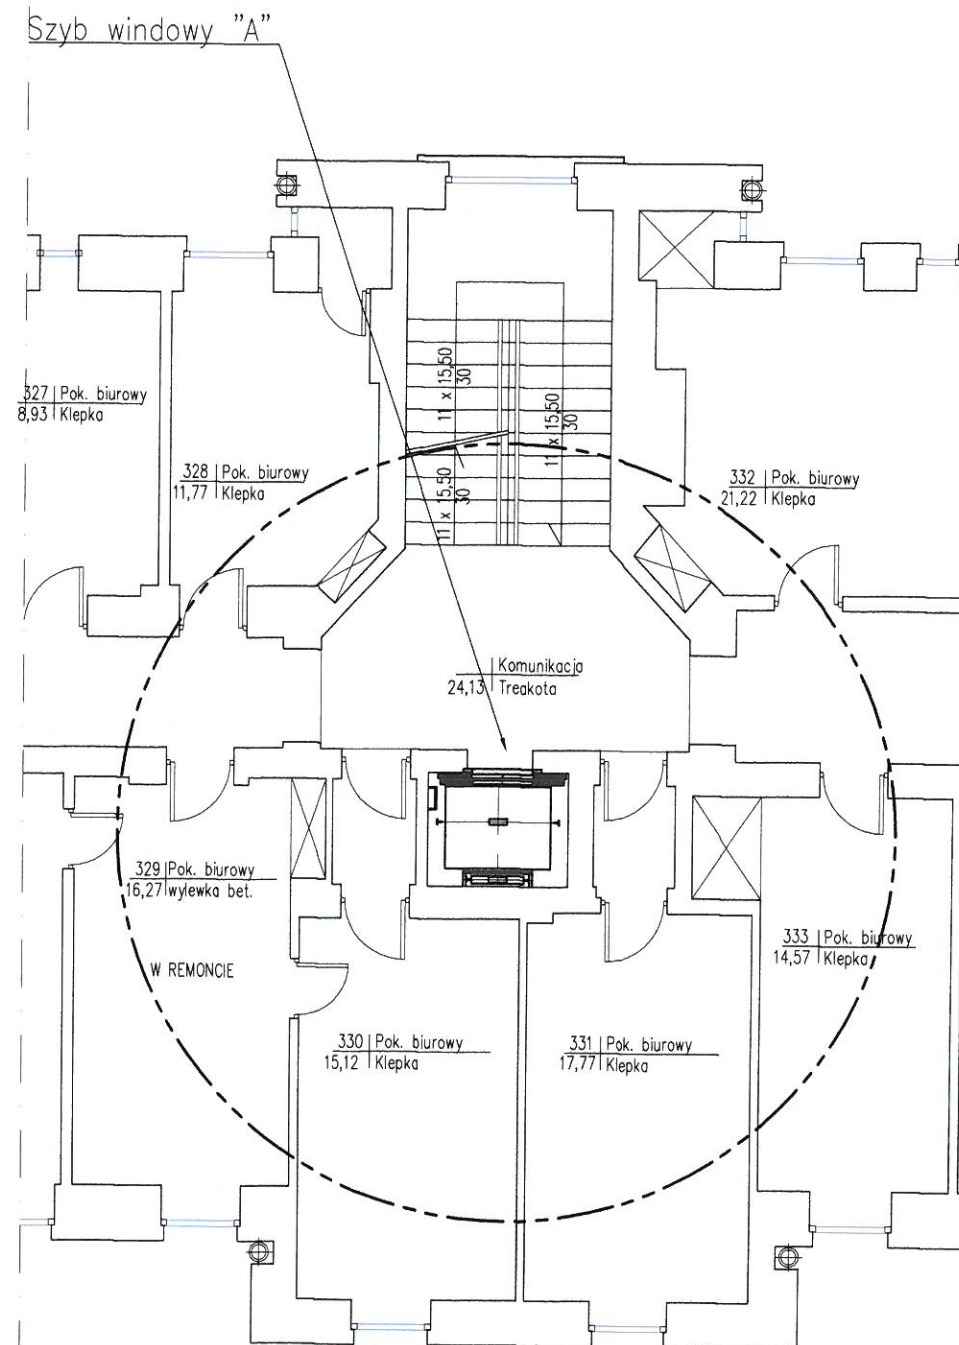 Szyb windowy "A"
11 x 15,50
30
11 x 15,50
30
11 x 15,50
30
327 Pok. biurowy
8,93 Klepka
328 Pok. biurowy
11,77 Klepka
332 Pok. biurowy
21,22 Klepka
Komunikacja
24,13 Treakota
329 Pok. biurowy
16,27 wylewka bet.
W REMONCIE
333 Pok. biurowy
14,57 Klepka
330 Pok. biurowy
15,12 Klepka
331 Pok. biurowy
17,77 Klepka